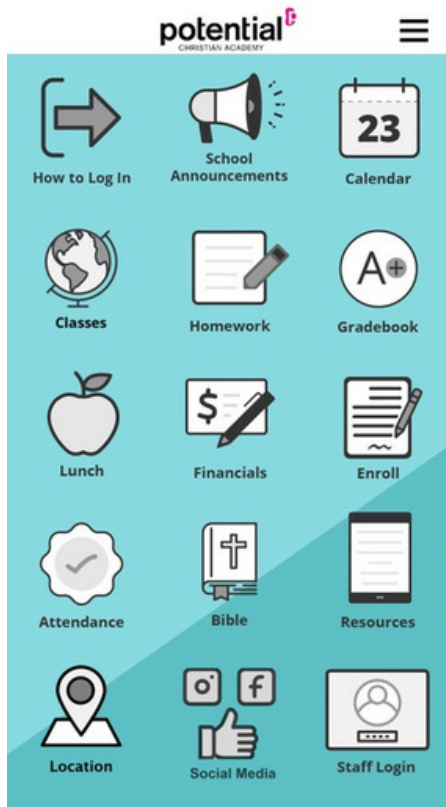 potential p
CHRISTIAN ACADEMY
How to Log In
School
Announcements
23
Calendar
Classes
Homework
A+
Gradebook
Lunch
$
Financials
Enroll
Attendance
Bible
Resources
Location
f
Social Media
Staff Login